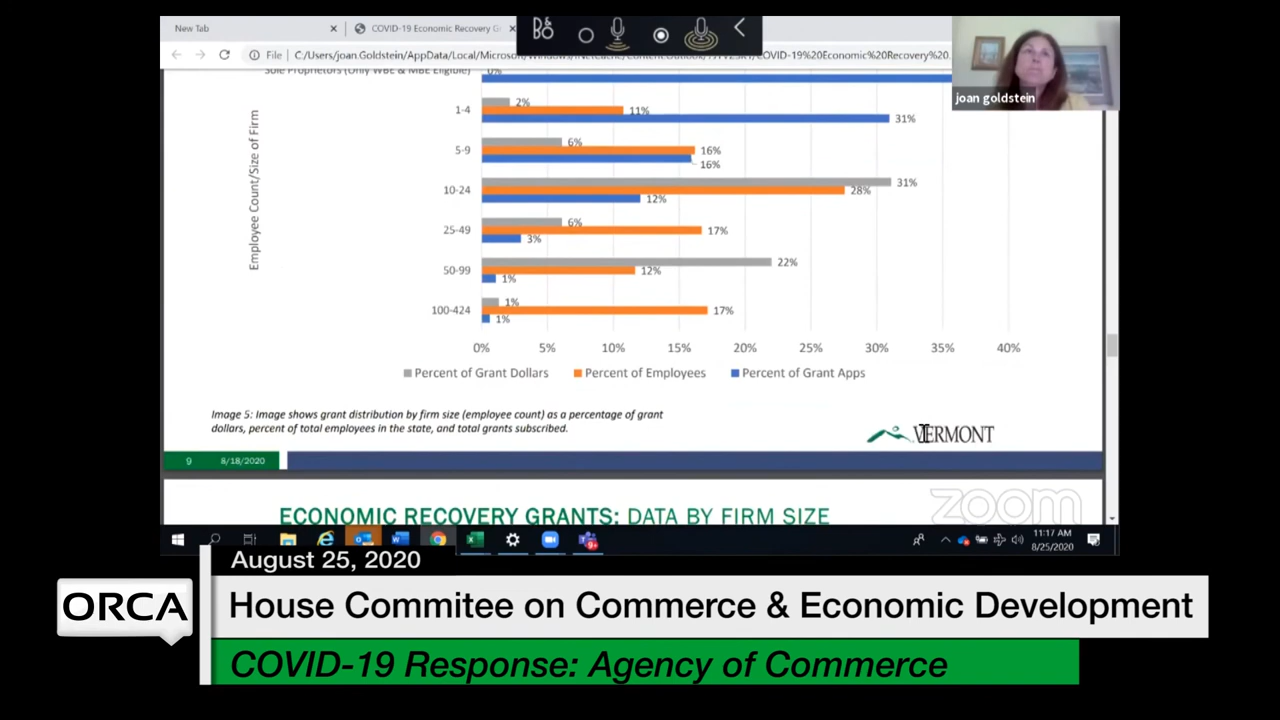 New Tab
COVID-19 Economic Recovery Gr
File
C:/Users/joan.Goldstein/AppData/Local/Microsoft/Windows/INetCache/Content.Outlook/
COVID-19%20Economic%20Recovery%20.
joan goldstein
Sole Proprietors (Only WBE & MBE Eligible)
0%
Employee Count/Size of Firm
1-4
2%
11%
31%
5-9
6%
16%
16%
10-24
31%
28%
12%
25-49
6%
17%
3%
50-99
22%
12%
1%
100-424
1%
17%
1%
0% 5% 10% 15% 20% 25% 30% 35% 40%
Percent of Grant Dollars Percent of Employees Percent of Grant Apps
Image 5: Image shows grant distribution by firm size (employee count) as a percentage of grant
dollars, percent of total employees in the state, and total grants subscribed.
VERMONT
9 8/18/2020
zoom
ECONOMIC RECOVERY GRANTS: DATA BY FIRM SIZE
11:17 AM
8/25/2020
August 25, 2020
ORCA
House Commitee on Commerce & Economic Development
COVID-19 Response: Agency of Commerce